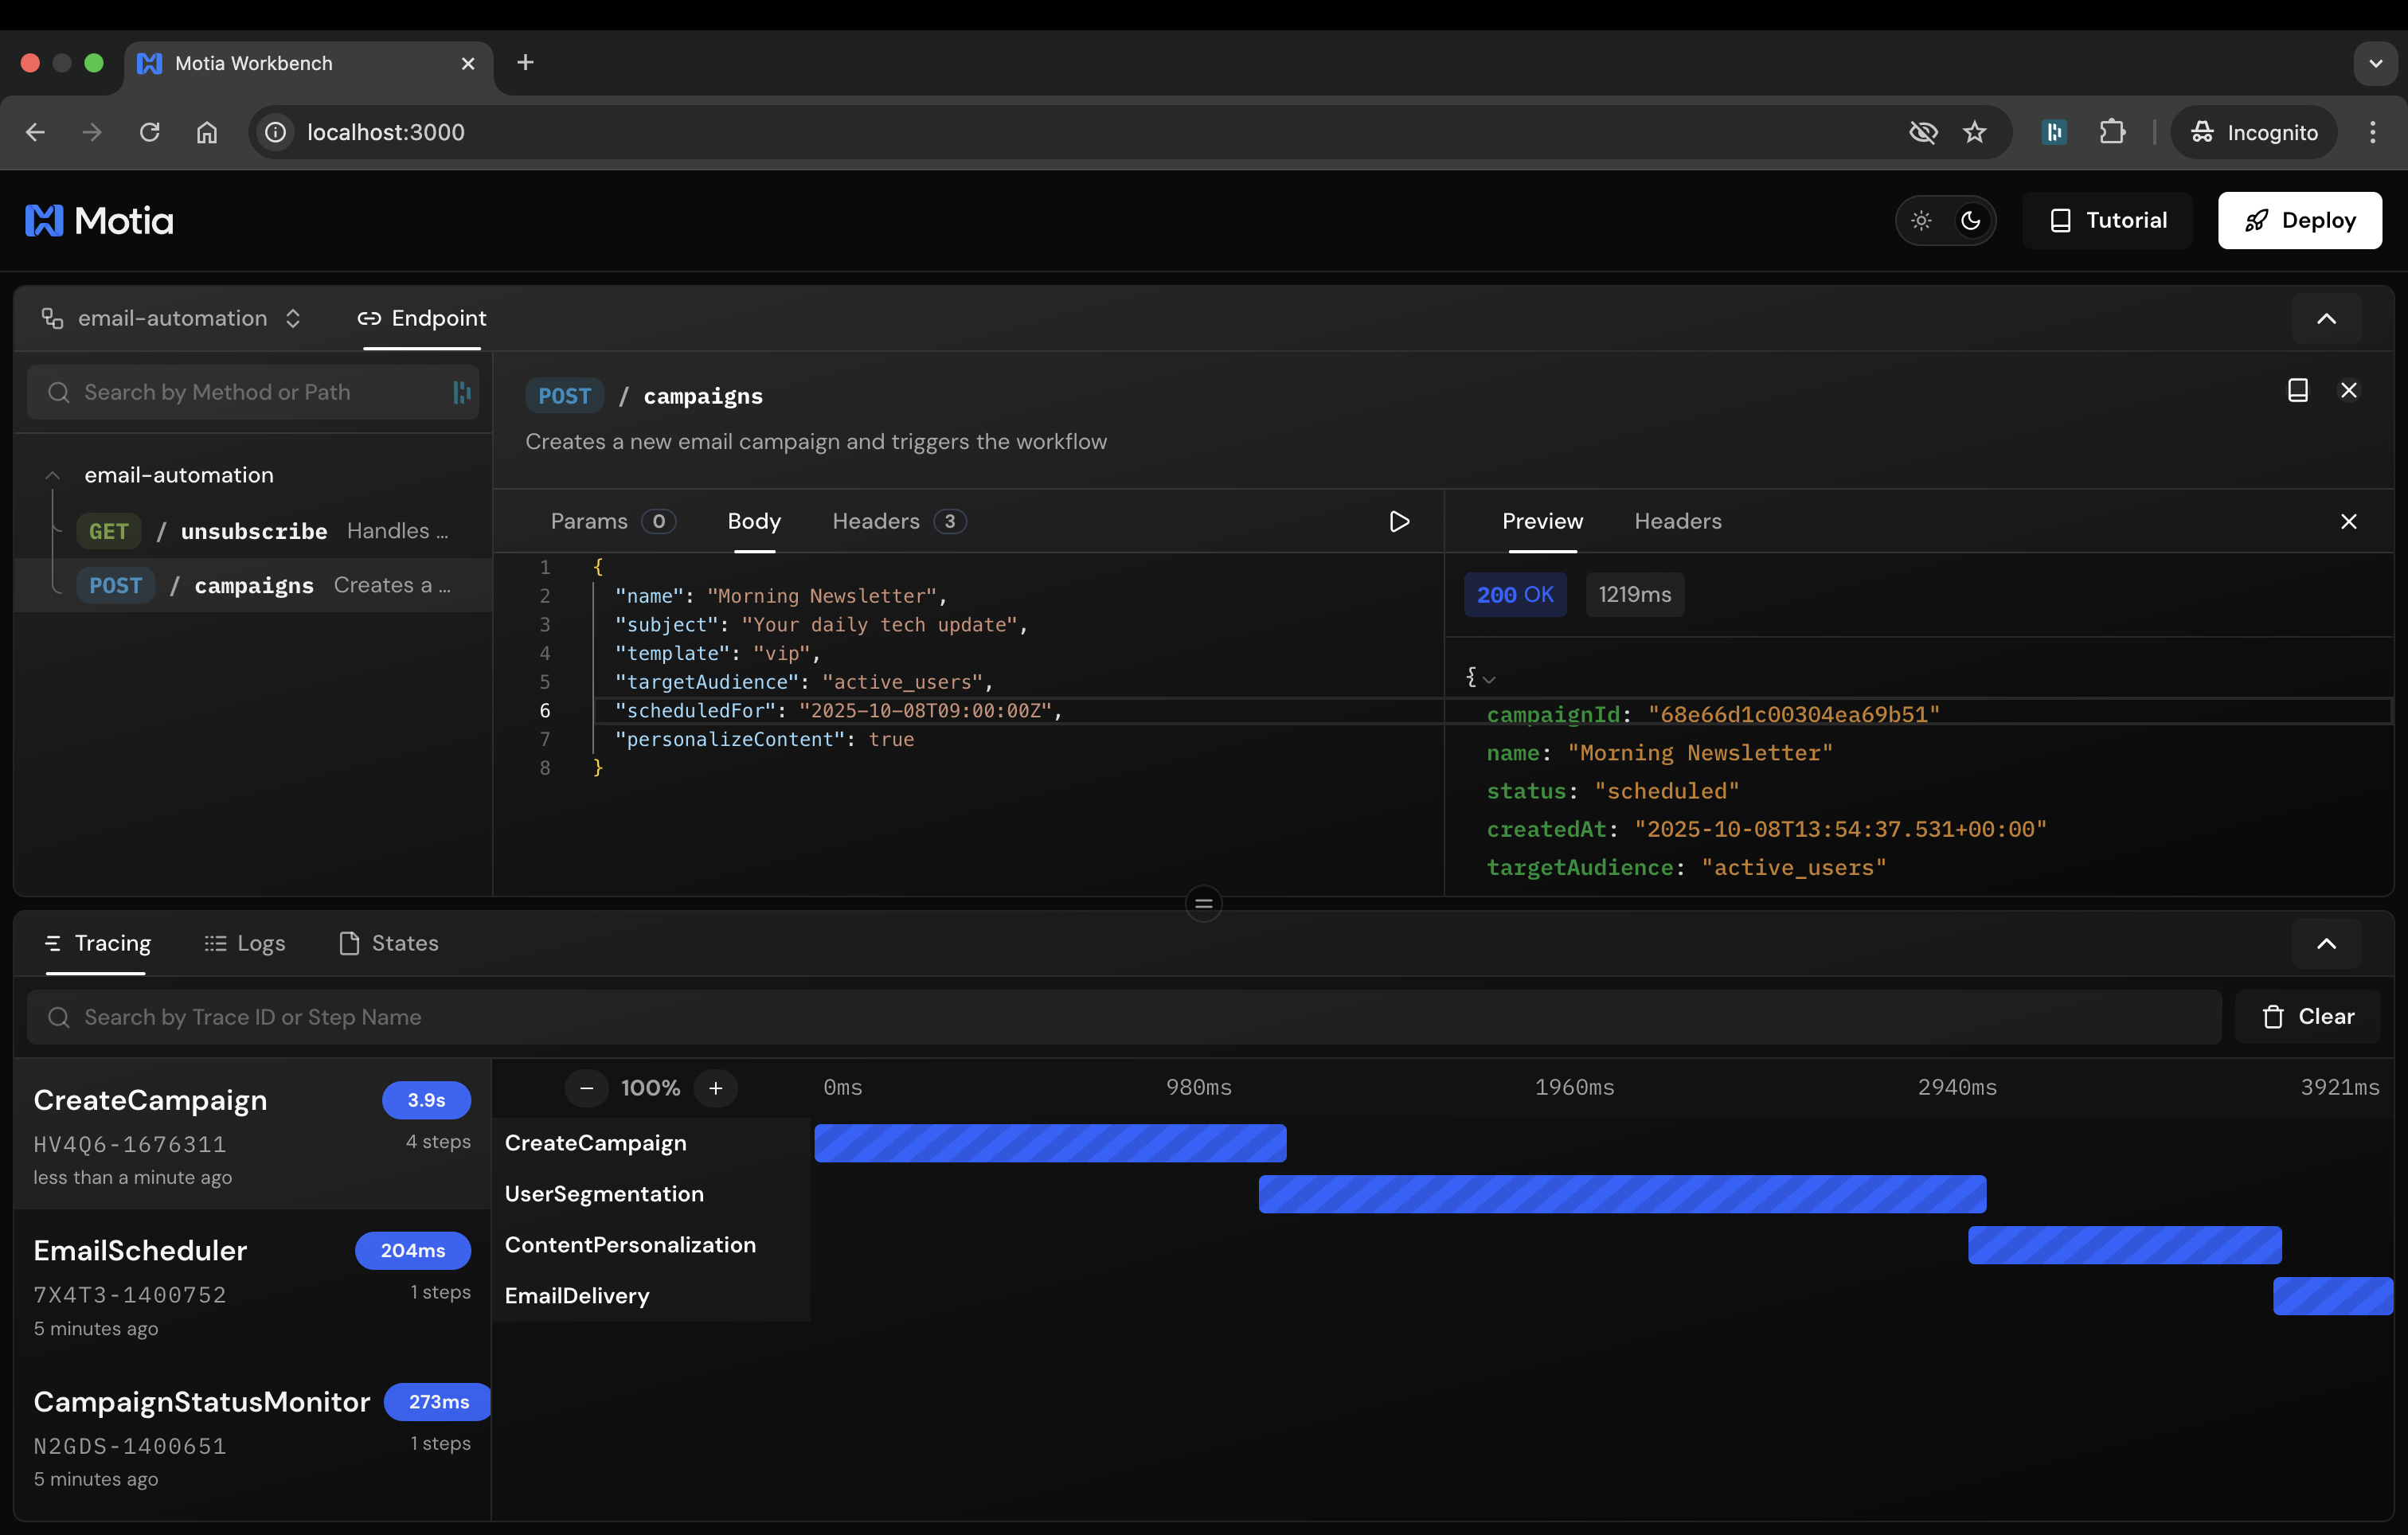 Motia Workbench
localhost:3000
Incognito
Motia
Tutorial
Deploy
email-automation
Endpoint
Search by Method or Path
email-automation
GET / unsubscribe Handles ...
POST / campaigns Creates a ...
POST / campaigns
Creates a new email campaign and triggers the workflow
Params 0 Body Headers 3
1 {
2 "name": "Morning Newsletter",
3 "subject": "Your daily tech update",
4 "template": "vip",
5 "targetAudience": "active_users",
6 "scheduledFor": "2025-10-08T09:00:00Z",
7 "personalizeContent": true
8 }
Preview Headers
200 OK 1219ms
{
campaignId: "68e66d1c00304ea69b51"
name: "Morning Newsletter"
status: "scheduled"
createdAt: "2025-10-08T13:54:37.531+00:00"
targetAudience: "active_users"
Tracing Logs States
Search by Trace ID or Step Name
Clear
CreateCampaign 3.9s
HV4Q6-1676311 4 steps
less than a minute ago
EmailScheduler 204ms
7X4T3-1400752 1 steps
5 minutes ago
CampaignStatusMonitor 273ms
N2GDS-1400651 1 steps
5 minutes ago
100% 0ms 980ms 1960ms 2940ms 3921ms
CreateCampaign
UserSegmentation
ContentPersonalization
EmailDelivery